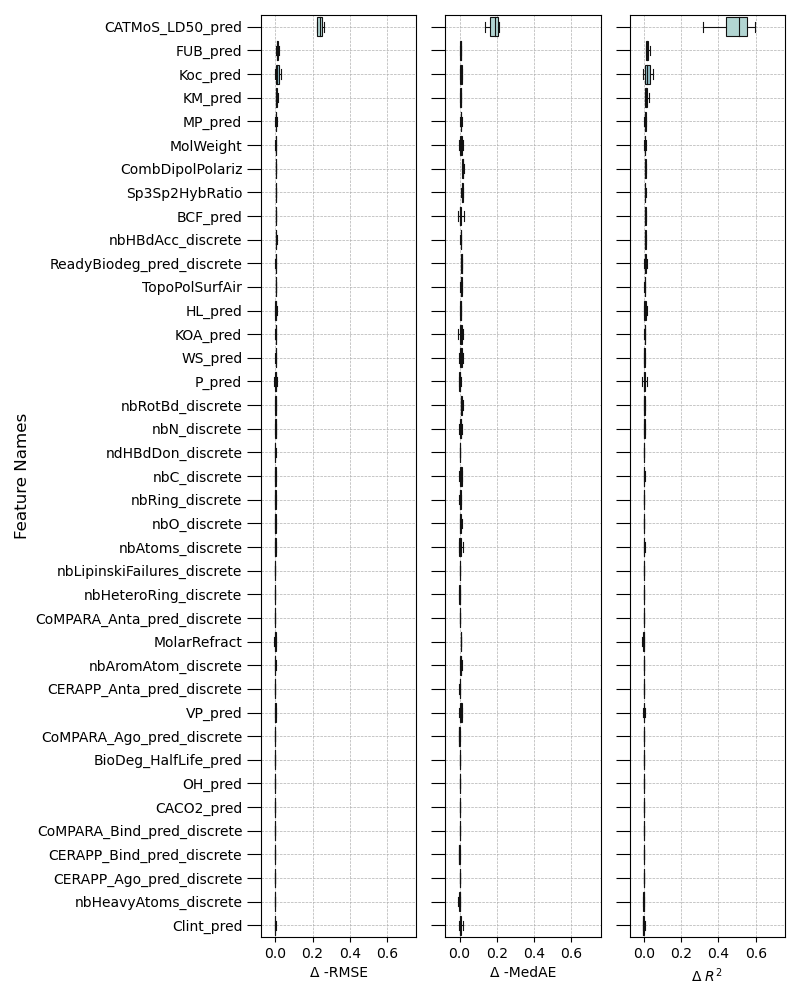 CATMoS_LD50_pred
FUB_pred
Koc_pred
KM_pred
MP_pred
MolWeight
CombDipolPolariz
Sp3Sp2HybRatio
BCF_pred
nbHBdAcc_discrete
ReadyBiodeg_pred_discrete
TopoPolSurfAir
HL_pred
KOA_pred
WS_pred
P_pred
nbRotBd_discrete
nbN_discrete
ndHBdDon_discrete
nbC_discrete
nbRing_discrete
nbO_discrete
nbAtoms_discrete
nbLipinskiFailures_discrete
nbHeteroRing_discrete
CoMPARA_Anta_pred_discrete
MolarRefract
nbAromAtom_discrete
CERAPP_Anta_pred_discrete
VP_pred
CoMPARA_Ago_pred_discrete
BioDeg_HalfLife_pred
OH_pred
CACO2_pred
CoMPARA_Bind_pred_discrete
CERAPP_Bind_pred_discrete
CERAPP_Ago_pred_discrete
nbHeavyAtoms_discrete
Clint_pred
Feature Names
0.0 0.2 0.4 0.6
Δ -RMSE
0.0 0.2 0.4 0.6
Δ -MedAE
0.0 0.2 0.4 0.6
Δ R²